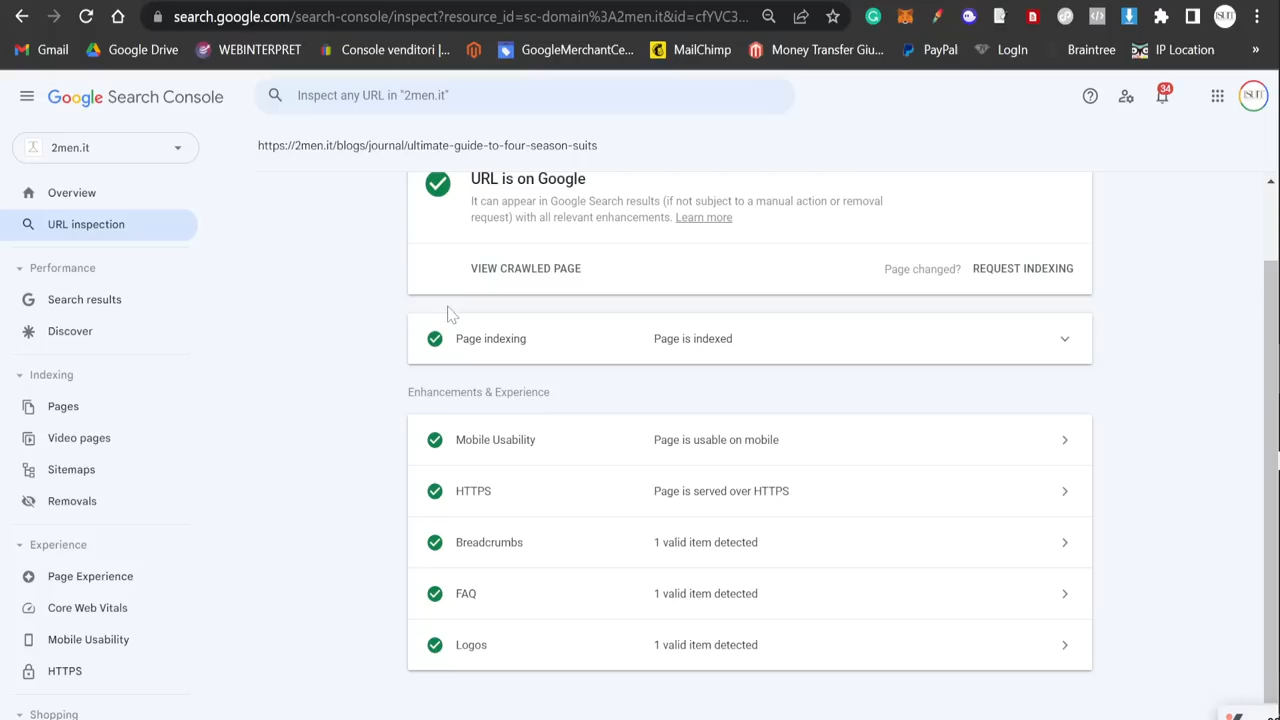 search.google.com/search-console/inspect?resource_id=sc-domain%3A2men.it&id=cfYVC3...
Gmail Google Drive WEBINTERPRET Console venditori |... GoogleMerchantCe... MailChimp Money Transfer Giu... PayPal LogIn Braintree IP Location »
Google Search Console
Inspect any URL in "2men.it"
34
SUIT
2men.it
https://2men.it/blogs/journal/ultimate-guide-to-four-season-suits
Overview
URL inspection
Performance
Search results
Discover
Indexing
Pages
Video pages
Sitemaps
Removals
Experience
Page Experience
Core Web Vitals
Mobile Usability
HTTPS
Shopping
URL is on Google
It can appear in Google Search results (if not subject to a manual action or removal
request) with all relevant enhancements. Learn more
VIEW CRAWLED PAGE
Page changed? REQUEST INDEXING
Page indexing Page is indexed
Enhancements & Experience
Mobile Usability Page is usable on mobile
HTTPS Page is served over HTTPS
Breadcrumbs 1 valid item detected
FAQ 1 valid item detected
Logos 1 valid item detected